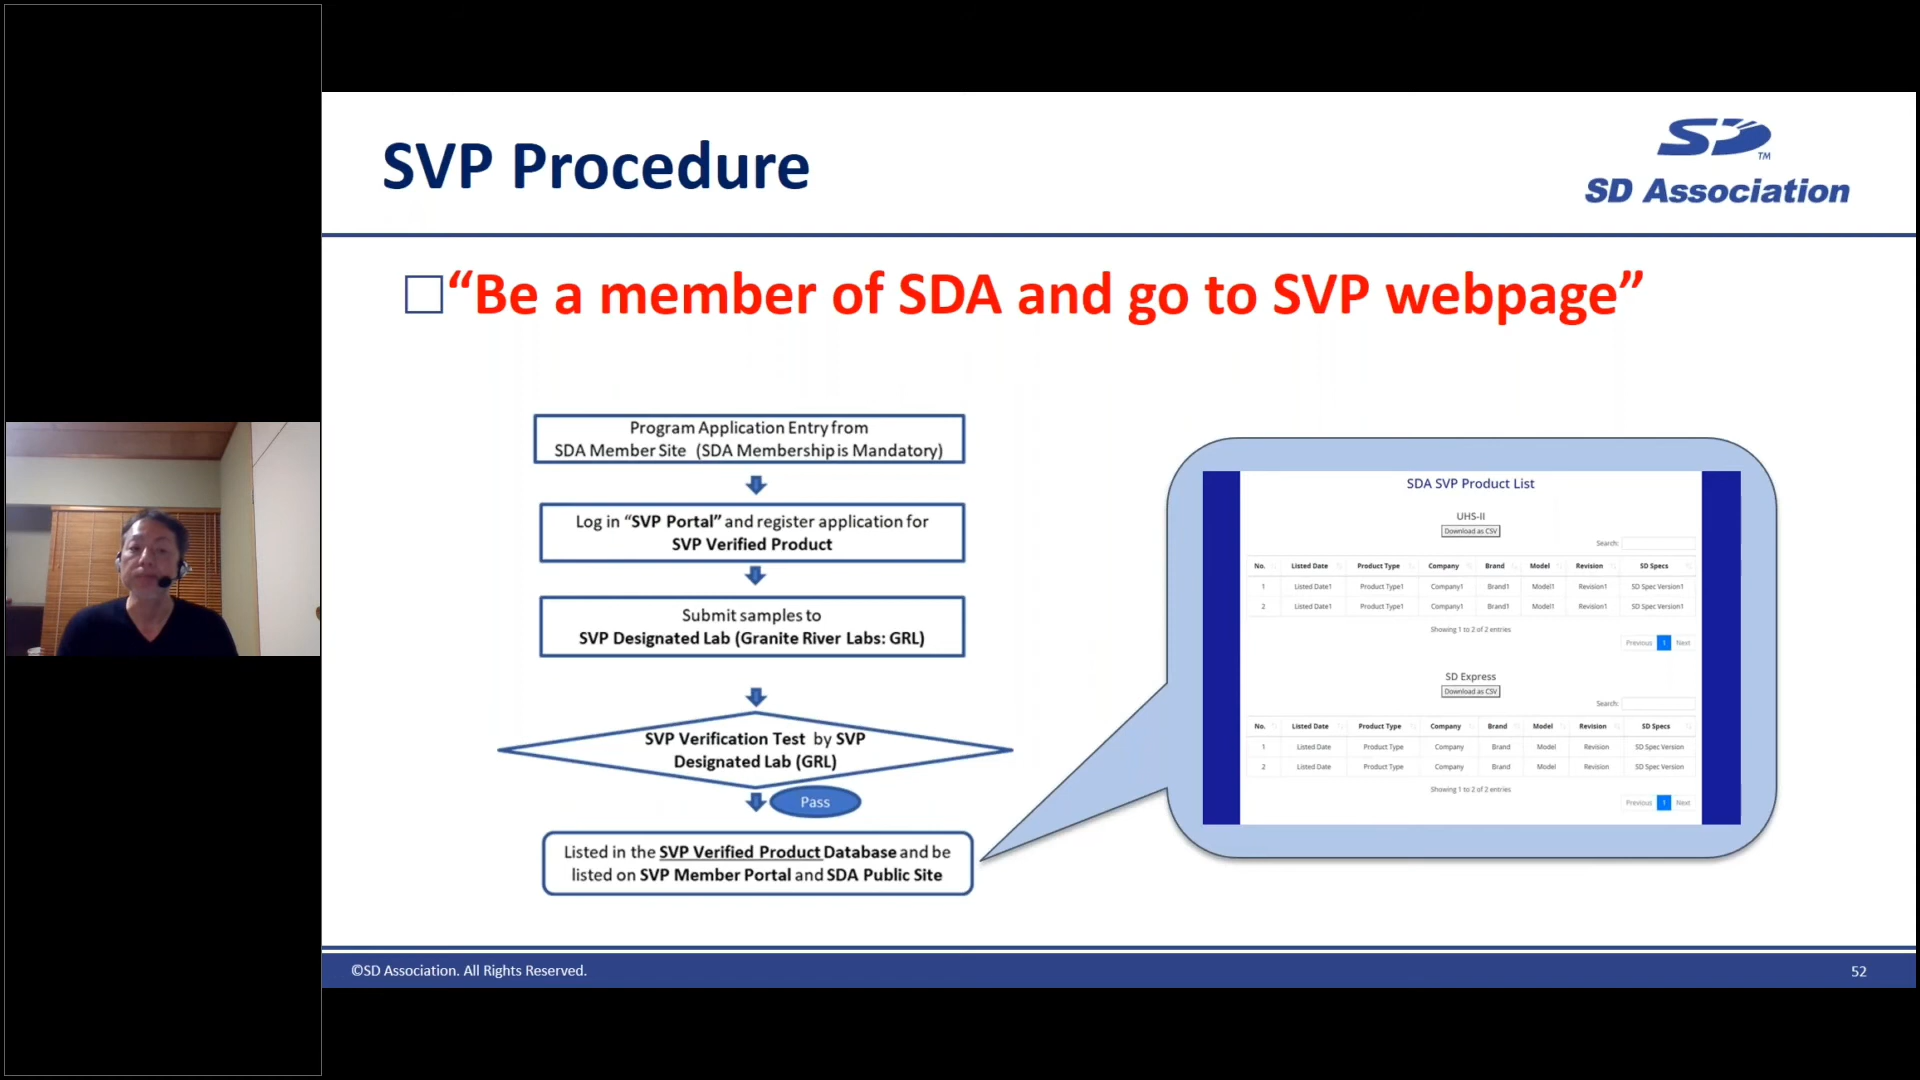 SVP Procedure
SD
TM
SD Association
“Be a member of SDA and go to SVP webpage”
Program Application Entry from
SDA Member Site (SDA Membership is Mandatory)
Log in “SVP Portal” and register application for
SVP Verified Product
Submit samples to
SVP Designated Lab (Granite River Labs: GRL)
SVP Verification Test by SVP
Designated Lab (GRL)
Pass
Listed in the SVP Verified Product Database and be
listed on SVP Member Portal and SDA Public Site
SDA SVP Product List
UHS-II
Download as CSV
Search:
No. Listed Date Product Type Company Brand Model Revision SD Specs
1 Listed Date1 Product Type1 Company1 Brand1 Model1 Revision1 SD Spec Version1
2 Listed Date1 Product Type1 Company1 Brand1 Model1 Revision1 SD Spec Version1
Showing 1 to 2 of 2 entries
Previous 1 Next
SD Express
Download as CSV
Search:
No. Listed Date Product Type Company Brand Model Revision SD Specs
1 Listed Date Product Type Company Brand Model Revision SD Spec Version
2 Listed Date Product Type Company Brand Model Revision SD Spec Version
Showing 1 to 2 of 2 entries
Previous 1 Next
©SD Association. All Rights Reserved.
52